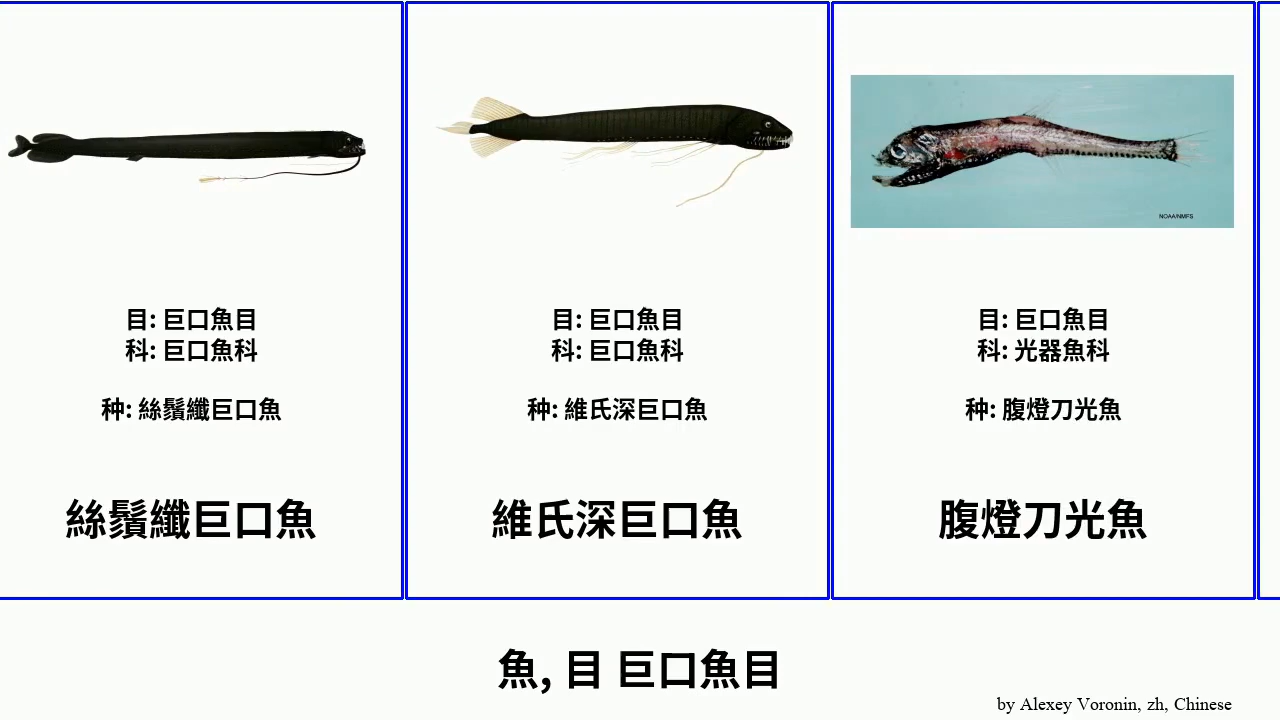 NOAA/NMFS
目: 巨口魚目
科: 巨口魚科
种: 絲鬚纖巨口魚
絲鬚纖巨口魚
目: 巨口魚目
科: 巨口魚科
种: 維氏深巨口魚
維氏深巨口魚
目: 巨口魚目
科: 光器魚科
种: 腹燈刀光魚
腹燈刀光魚
魚, 目 巨口魚目
by Alexey Voronin, zh, Chinese